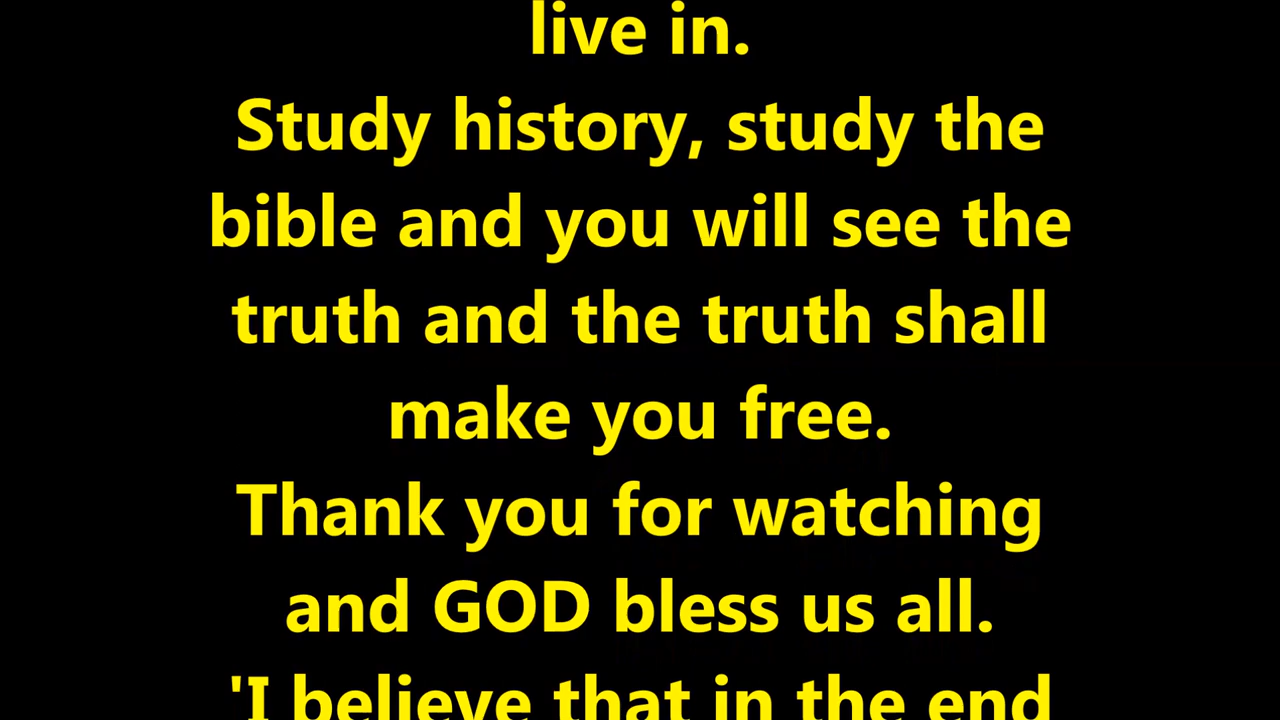 live in.
Study history, study the
bible and you will see the
truth and the truth shall
make you free.
Thank you for watching
and GOD bless us all.
'I believe that in the end